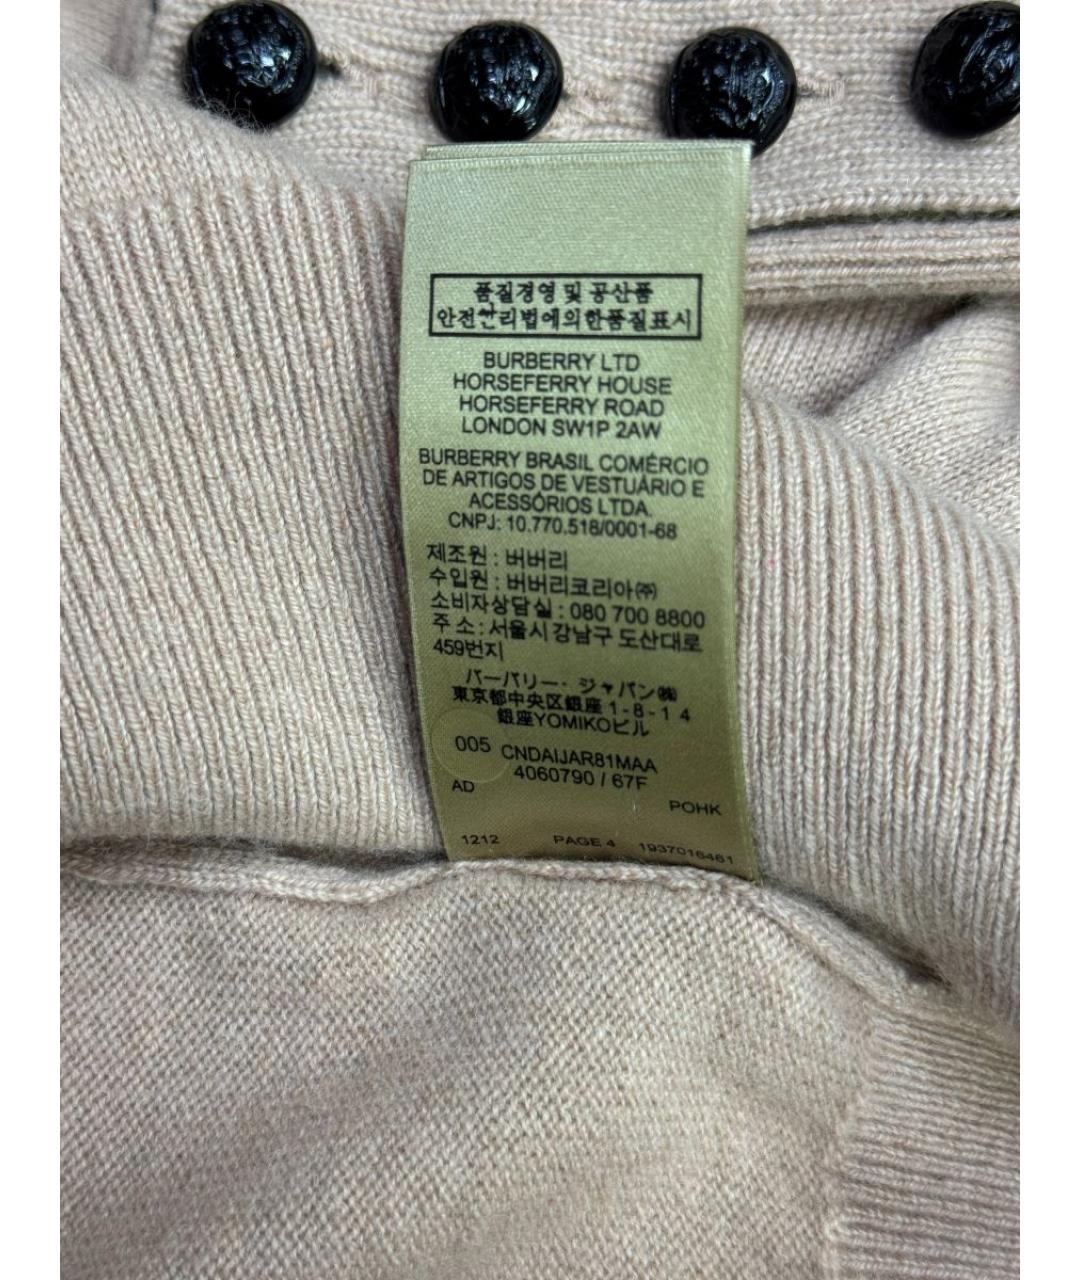 품질경영 및 공산품
안전관리법에의한품질표시
BURBERRY LTD
HORSEFERRY HOUSE
HORSEFERRY ROAD
LONDON SW1P 2AW
BURBERRY BRASIL COMÉRCIO
DE ARTIGOS DE VESTUÁRIO E
ACESSÓRIOS LTDA.
CNPJ: 10.770.518/0001-68
제조원 : 버버리
수입원 : 버버리코리아㈜
소비자상담실 : 080 700 8800
주 소 : 서울시 강남구 도산대로
459번지
バーバリー・ジャパン㈱
東京都中央区銀座1-8-14
銀座YOMIKOビル
005 CNDAIJAR81MAA
4060790 / 67F
AD
POHK
1212 PAGE 4 1937016461